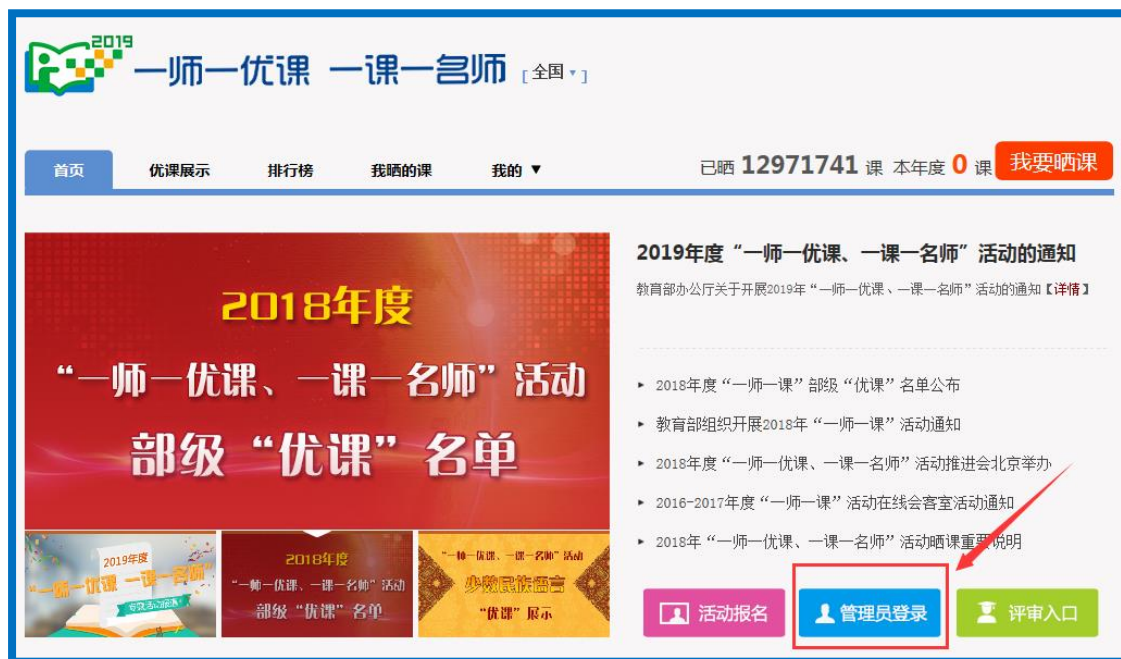 2019
一师一优课 一课一名师 [全国▼]
首页 优课展示 排行榜 我晒的课 我的 ▼ 已晒 12971741 课 本年度 0 课 我要晒课
2018年度
“一师一优课、一课一名师”活动
部级“优课”名单
2019年度“一师一优课、一课一名师”活动的通知
教育部办公厅关于开展2019年“一师一优课、一课一名师”活动的通知【详情】
2018年度“一师一课”部级“优课”名单公布
教育部组织开展2018年“一师一课”活动通知
2018年度“一师一优课、一课一名师”活动推进会北京举办
2016-2017年度“一师一课”活动在线会客室活动通知
2018年“一师一优课、一课一名师”活动晒课重要说明
2019年度
“一师一优课 一课一名师”
2018年度
“一师一优课、一课一名师”活动
部级“优课”名单
“一师一优课、一课一名师”活动
少数民族语言
“优课”展示
活动报名
管理员登录
评审入口